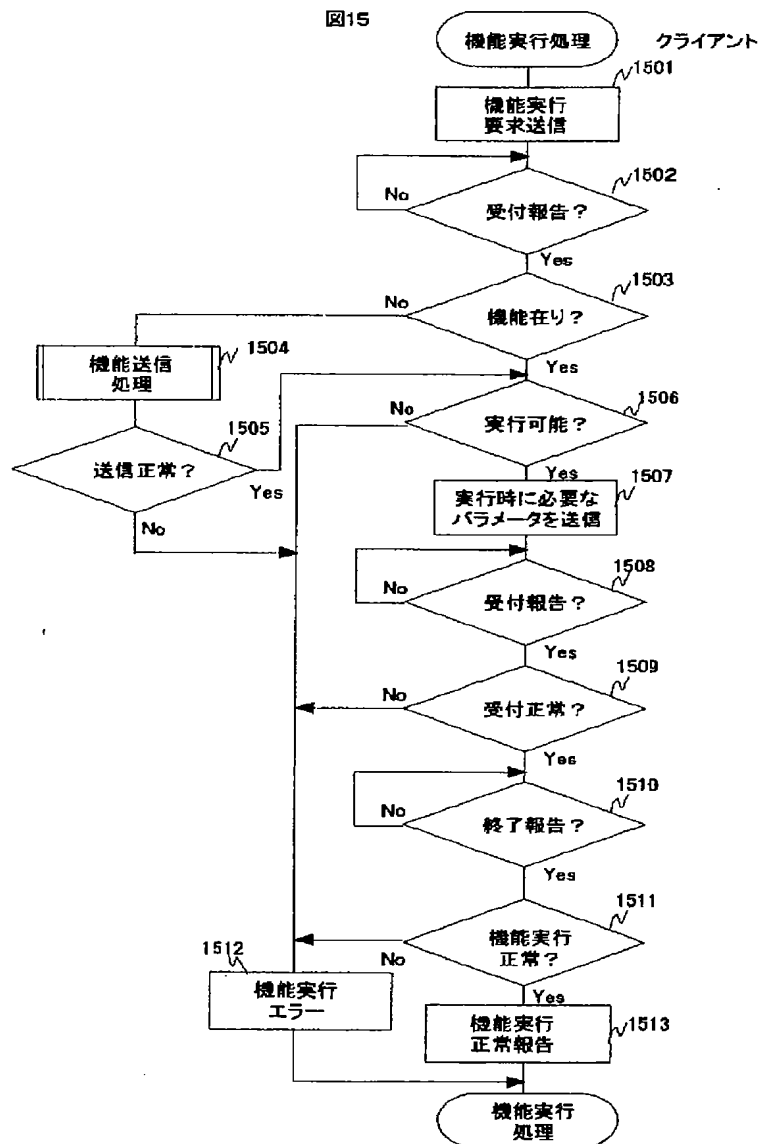 図15
機能実行処理
クライアント
1501
機能実行
要求送信
1502
No
受付報告？
Yes
1503
No
機能在り？
Yes
1504
機能送信
処理
1505
送信正常？
Yes
No
1506
No
実行可能？
Yes
1507
実行時に必要な
パラメータを送信
1508
No
受付報告？
Yes
1509
No
受付正常？
Yes
1510
No
終了報告？
Yes
1511
機能実行
正常？
No
Yes
1512
機能実行
エラー
1513
機能実行
正常報告
機能実行
処理